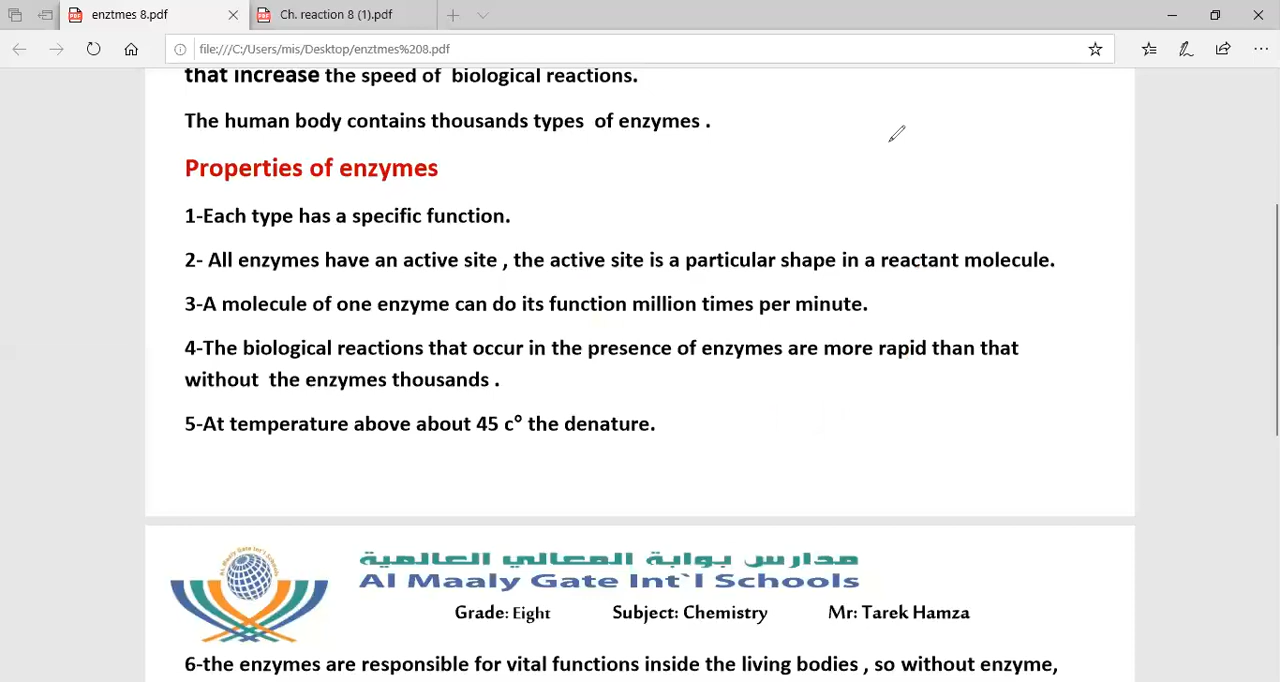 enztmes 8.pdf
Ch. reaction 8 (1).pdf
file:///C:/Users/mis/Desktop/enztmes%208.pdf
that increase the speed of biological reactions.
The human body contains thousands types of enzymes .
Properties of enzymes
1-Each type has a specific function.
2- All enzymes have an active site , the active site is a particular shape in a reactant molecule.
3-A molecule of one enzyme can do its function million times per minute.
4-The biological reactions that occur in the presence of enzymes are more rapid than that
without the enzymes thousands .
5-At temperature above about 45 c° the denature.
مدارس بوابة المعالي العالمية
Al Maaly Gate Int`l Schools
Grade: Eight Subject: Chemistry Mr: Tarek Hamza
6-the enzymes are responsible for vital functions inside the living bodies , so without enzyme,